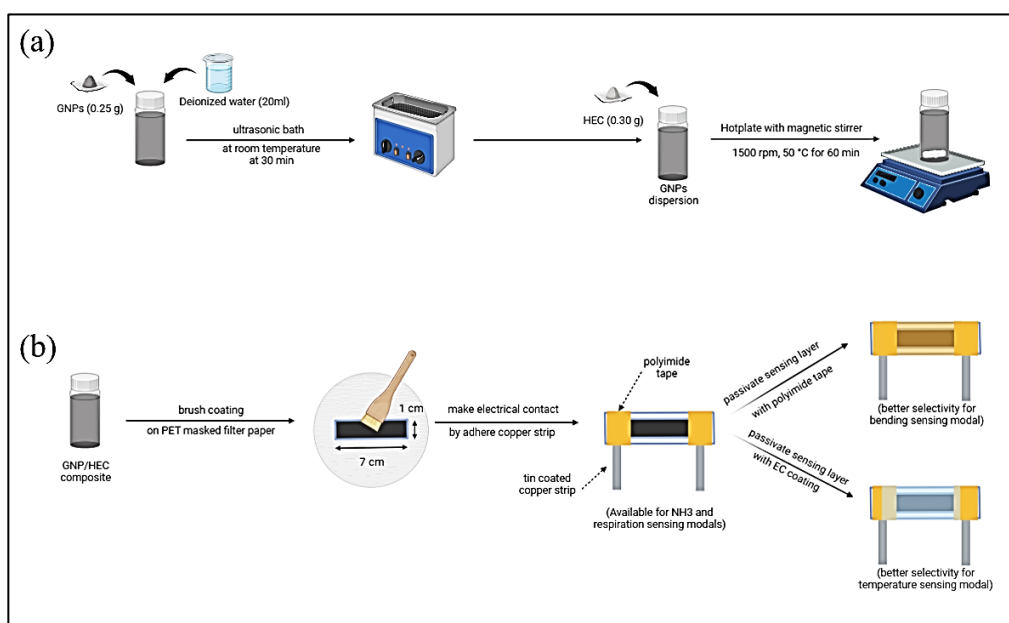 (a)
GNPs (0.25 g)
Deionized water (20ml)
ultrasonic bath
at room temperature
at 30 min
HEC (0.30 g)
GNPs
dispersion
Hotplate with magnetic stirrer
1500 rpm, 50 °C for 60 min
(b)
GNP/HEC
composite
brush coating
on PET masked filter paper
1 cm
7 cm
make electrical contact
by adhere copper strip
polyimide
tape
tin coated
copper strip
(Available for NH3 and
respiration sensing modals)
passivate sensing layer
with polyimide tape
(better selectivity for
bending sensing modal)
passivate sensing layer
with EC coating
(better selectivity for
temperature sensing modal)